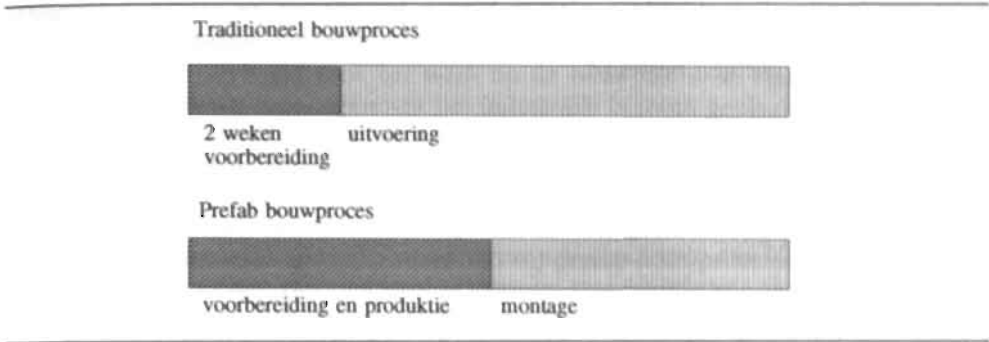 Traditioneel bouwproces
2 weken uitvoering
voorbereiding
Prefab bouwproces
voorbereiding en produktie montage